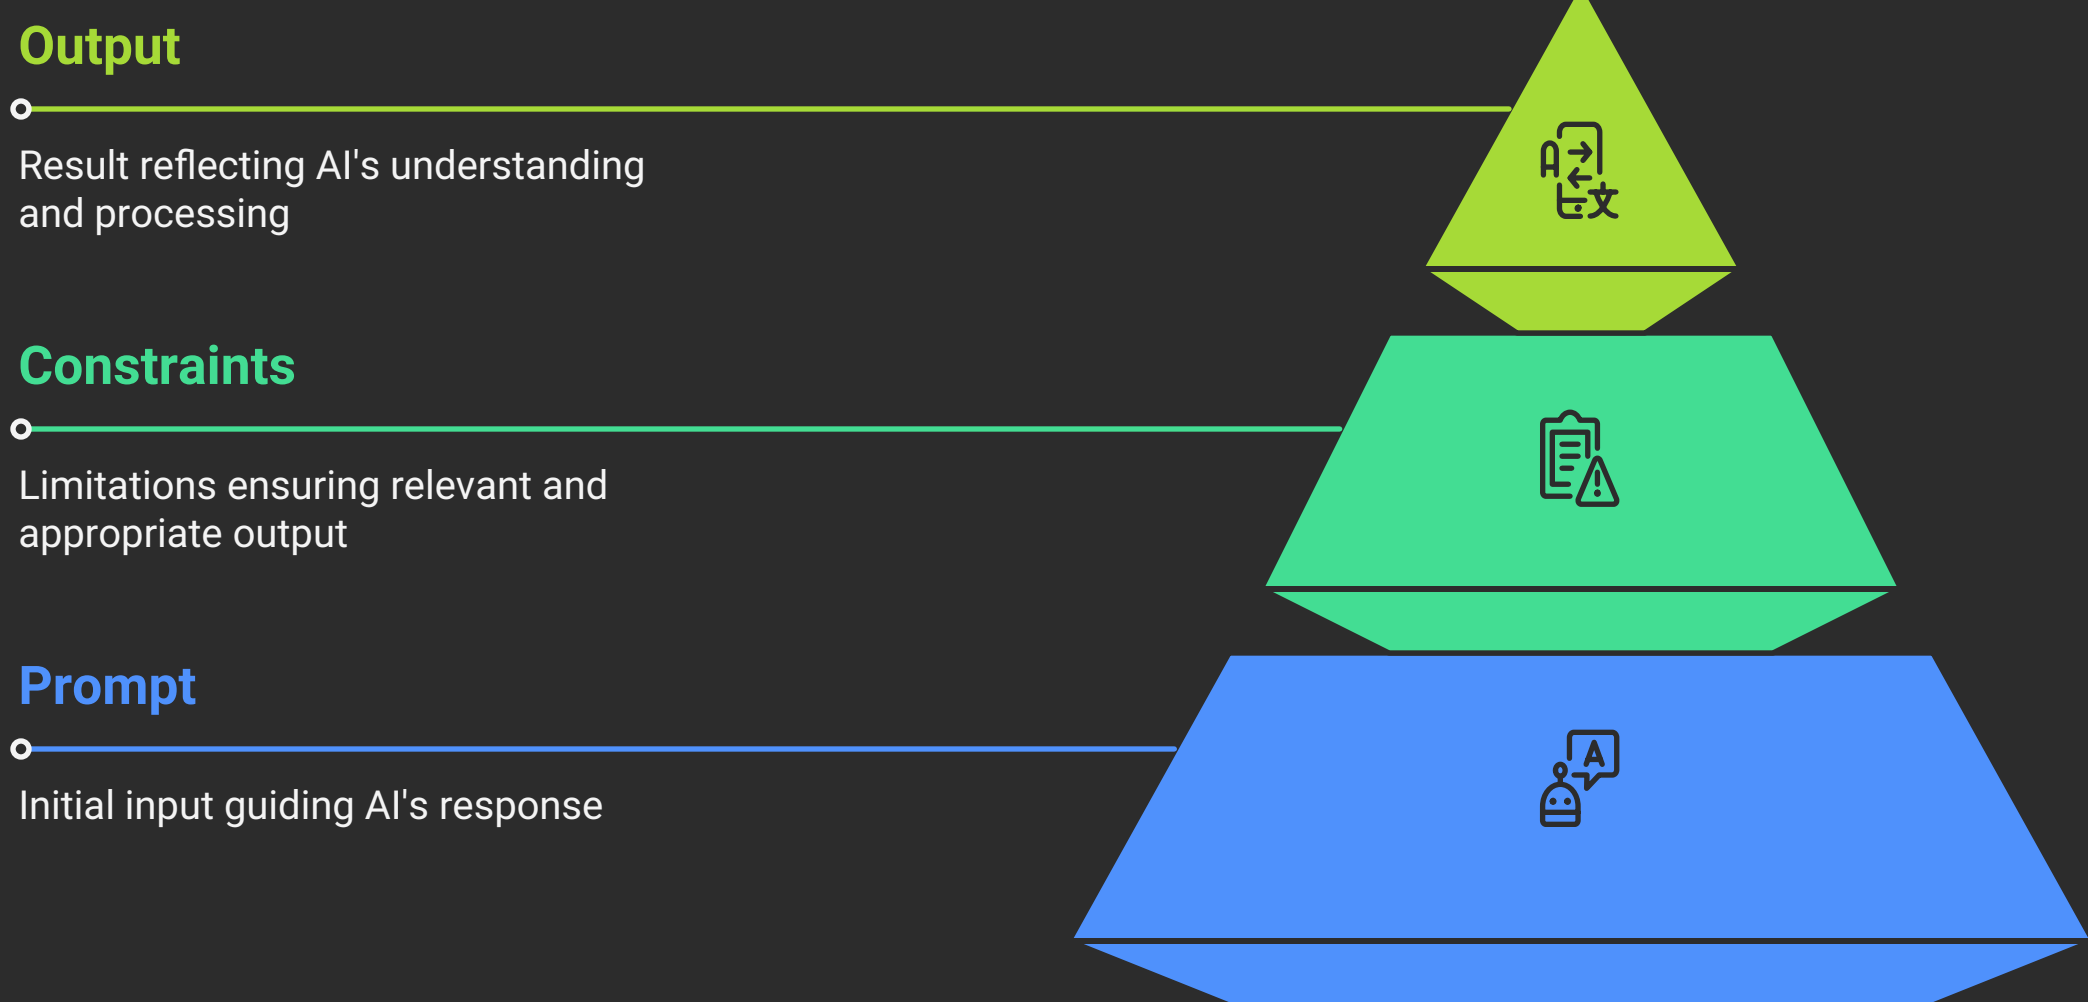 Output
Result reflecting AI's understanding
and processing
Constraints
Limitations ensuring relevant and
appropriate output
Prompt
Initial input guiding AI's response
A
文
A